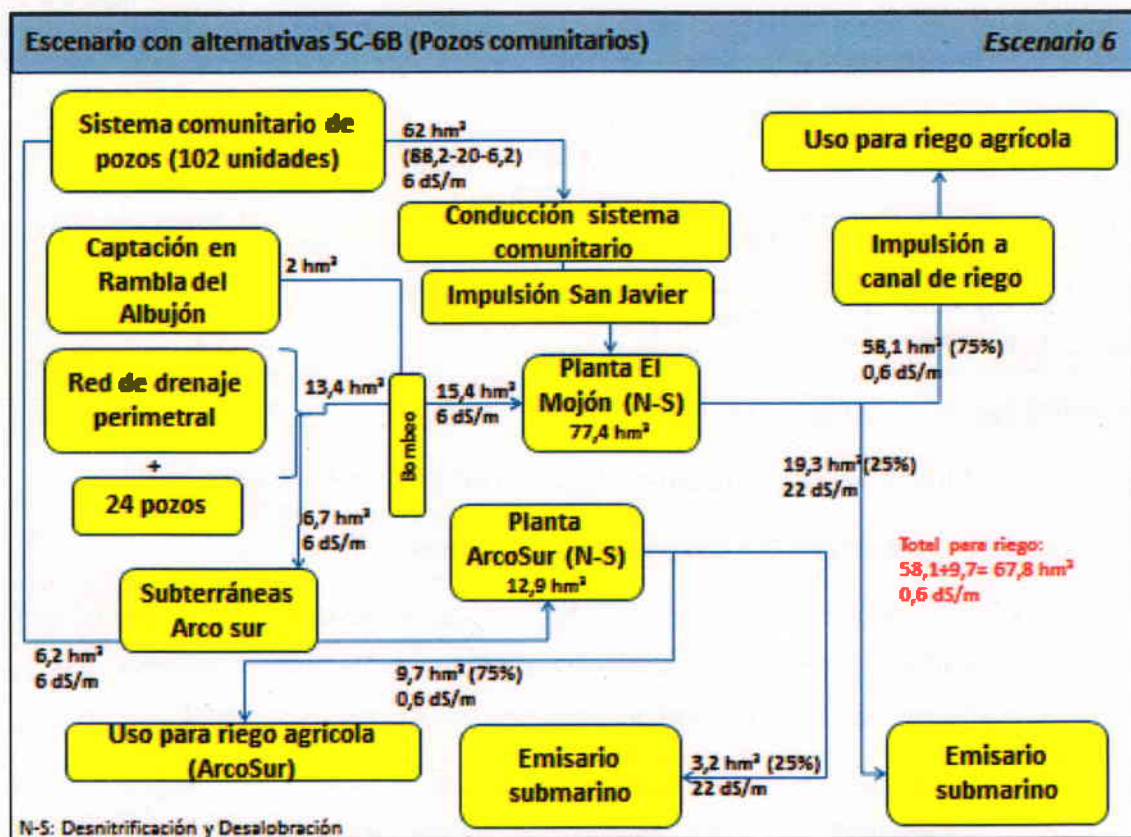 Escenario con alternativas 5C-6B (Pozos comunitarios)
Escenario 6
Sistema comunitario de
pozos (102 unidades)
62 hm³
(88,2-20-6,2)
6 dS/m
Uso para riego agrícola
Conducción sistema
comunitario
Impulsión San Javier
Impulsión a
canal de riego
Captación en
Rambla del
Albujón
2 hm³
Red de drenaje
perimetral
+
24 pozos
13,4 hm³
Bombeo
15,4 hm³
6 dS/m
Planta El
Mojón (N-S)
77,4 hm³
58,1 hm³ (75%)
0,6 dS/m
19,3 hm³(25%)
22 dS/m
6,7 hm³
6 dS/m
Planta
ArcoSur (N-S)
12,9 hm³
Total para riego:
58,1+9,7= 67,8 hm³
0,6 dS/m
Subterráneas
Arco sur
6,2 hm³
6 dS/m
9,7 hm³ (75%)
0,6 dS/m
Uso para riego agrícola
(ArcoSur)
Emisario
submarino
3,2 hm³ (25%)
22 dS/m
Emisario
submarino
N-S: Desnitrificación y Desalobración